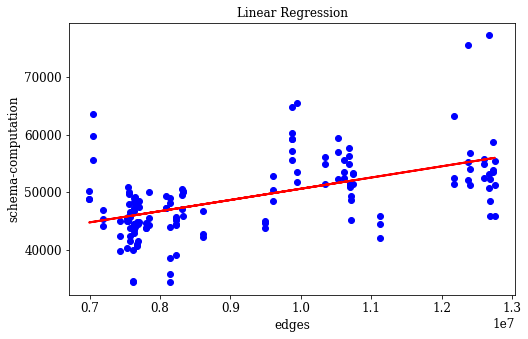 Linear Regression
schema-computation
70000
60000
50000
40000
0.7 0.8 0.9 1.0 1.1 1.2 1.3
1e7
edges